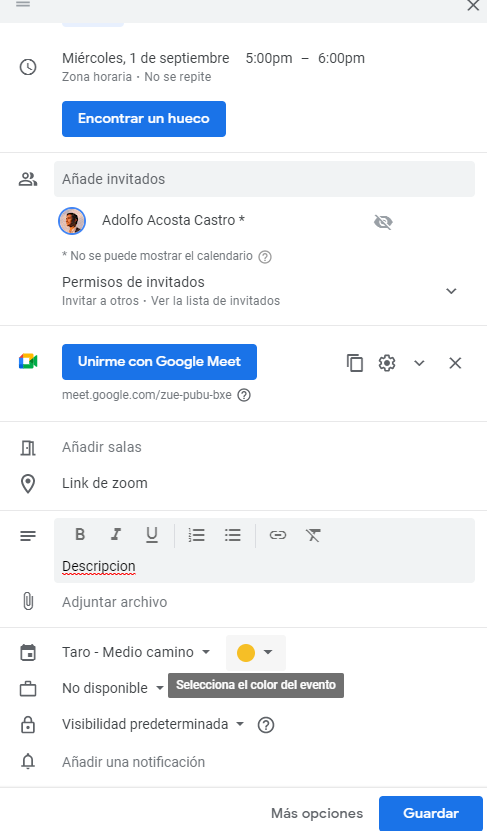 Miércoles, 1 de septiembre 5:00pm – 6:00pm
Zona horaria · No se repite
Encontrar un hueco
Añade invitados
Adolfo Acosta Castro *
* No se puede mostrar el calendario ?
Permisos de invitados
Invitar a otros · Ver la lista de invitados
Unirme con Google Meet
meet.google.com/zue-pubu-bxe ?
Añadir salas
Link de zoom
B I U
Descripcion
Adjuntar archivo
Taro - Medio camino
Selecciona el color del evento
No disponible
Visibilidad predeterminada ?
Añadir una notificación
Más opciones Guardar